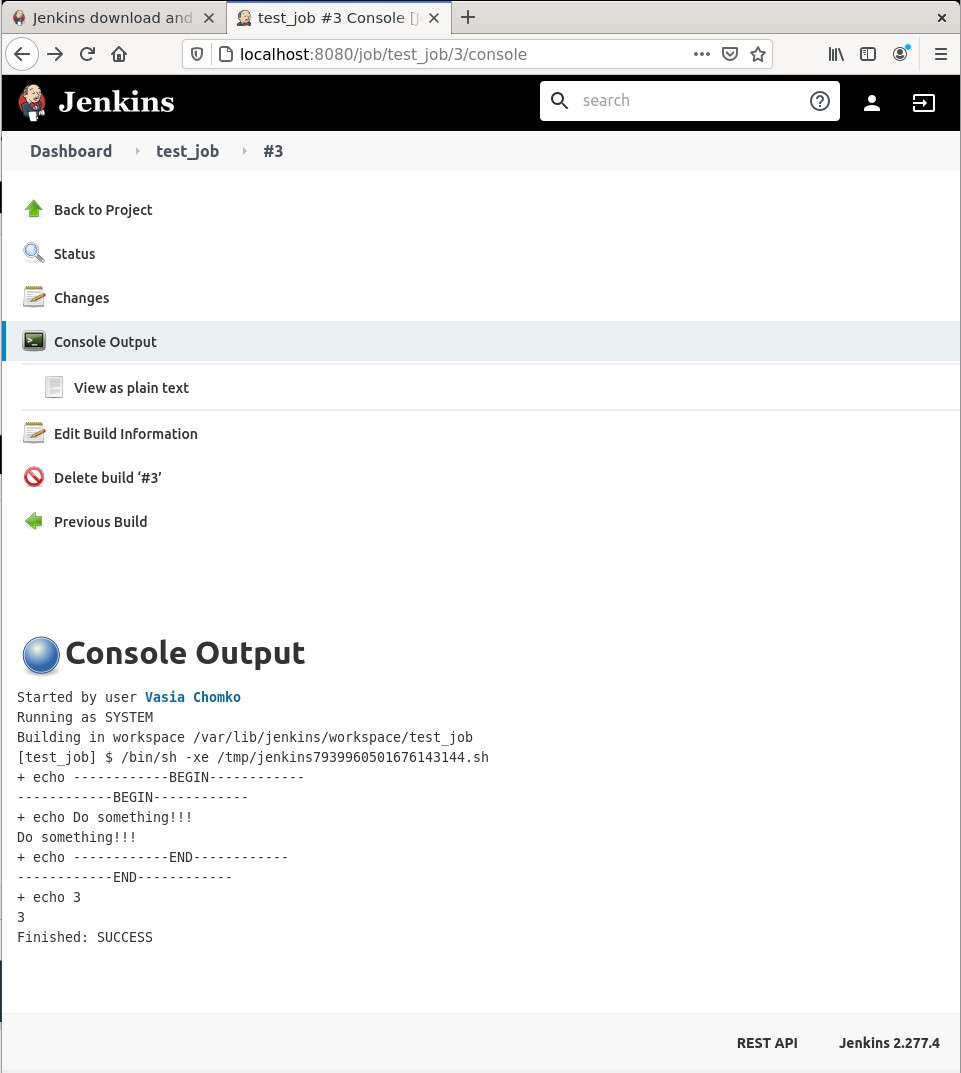 Jenkins download and
test_job #3 Console [J
localhost:8080/job/test_job/3/console
Jenkins
search
Dashboard
test_job
#3
Back to Project
Status
Changes
Console Output
View as plain text
Edit Build Information
Delete build ‘#3’
Previous Build
Console Output
Started by user Vasia Chomko
Running as SYSTEM
Building in workspace /var/lib/jenkins/workspace/test_job
[test_job] $ /bin/sh -xe /tmp/jenkins7939960501676143144.sh
+ echo ------------BEGIN------------
------------BEGIN------------
+ echo Do something!!!
Do something!!!
+ echo ------------END------------
------------END------------
+ echo 3
3
Finished: SUCCESS
REST API
Jenkins 2.277.4